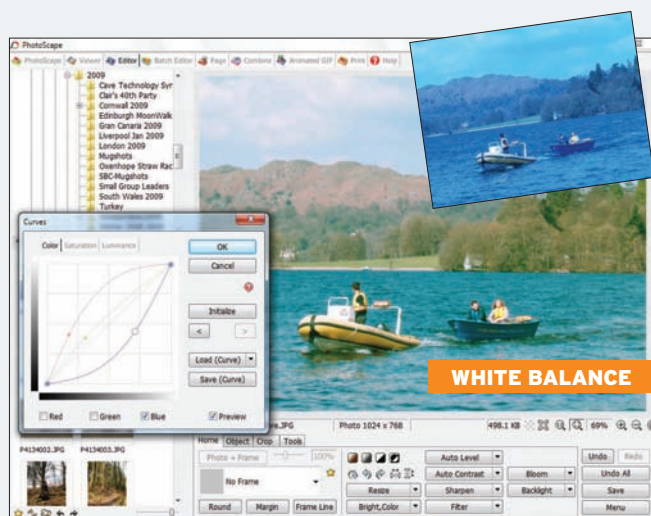 PhotoScape
PhotoScape Viewer Editor Batch Editor Page Combine Animated GIF Print Help
2009
Cave Technology Syr
Clair's 40th Party
Cornwall 2009
Edinburgh MoonWalk
Gran Canaria 2009
Liverpool Jan 2009
London 2009
Mugshots
Oxenhope Straw Rac
SBC-Mugshots
Small Group Leaders
South Wales 2009
Turkey
Curves
Color Saturation Luminance
OK
Cancel
Initialize
< >
Load (Curve)
Save (Curve)
Red Green Blue Preview
WHITE BALANCE
.JPG Photo 1024 x 768 498.1 KB 69%
P4134002.JPG
Home Object Crop Tools
Photo + Frame 100%
No Frame
Round Margin Frame Line
Auto Level
Auto Contrast Bloom
Resize Sharpen Backlight
Bright,Color Filter
Undo Redo
Undo All
Save
Menu